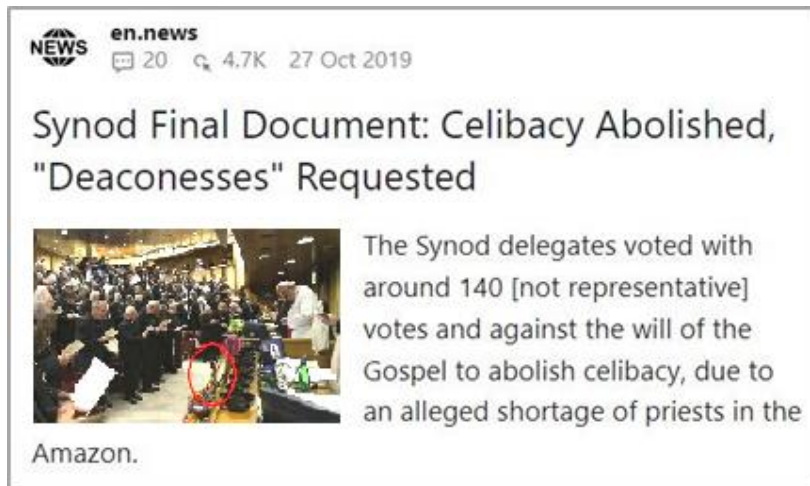 NEWS
en.news
20 4.7K 27 Oct 2019
Synod Final Document: Celibacy Abolished,
"Deaconesses" Requested
The Synod delegates voted with
around 140 [not representative]
votes and against the will of the
Gospel to abolish celibacy, due to
an alleged shortage of priests in the
Amazon.